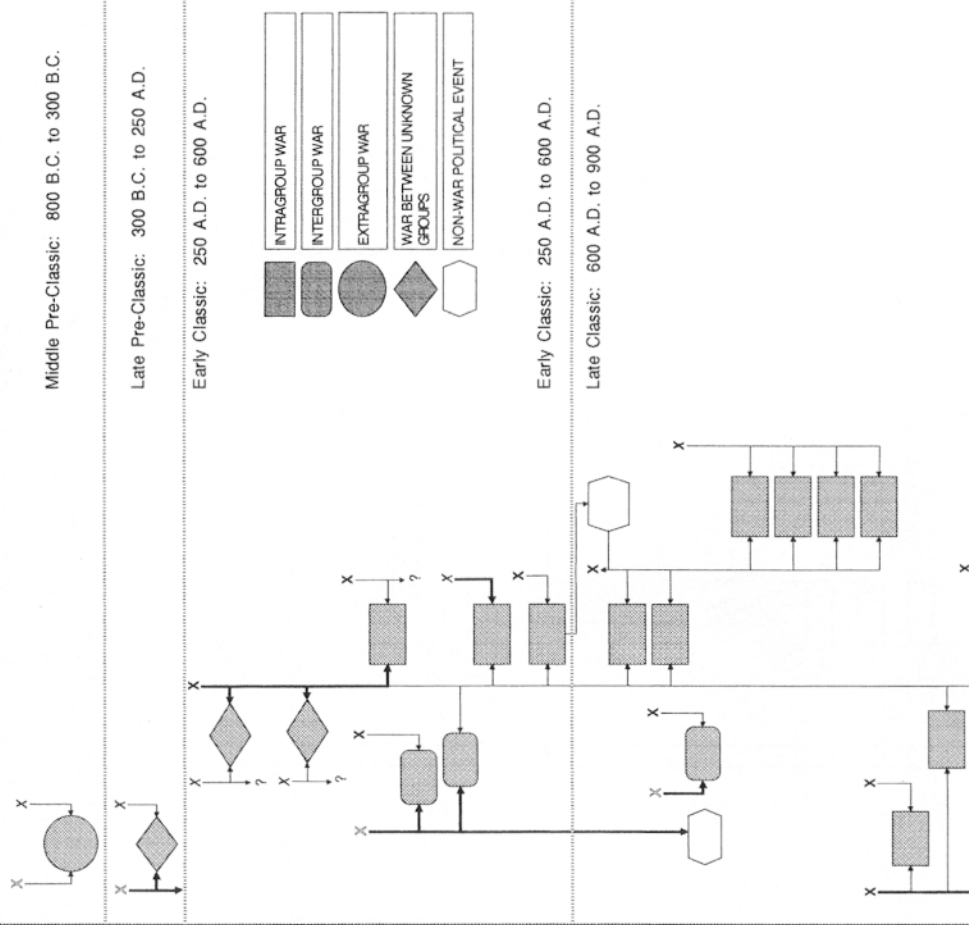 Middle Pre-Classic: 800 B.C. to 300 B.C.
X
X
Late Pre-Classic: 300 B.C. to 250 A.D.
X
X
Early Classic: 250 A.D. to 600 A.D.
INTRAGROUP WAR
INTERGROUP WAR
EXTRAGROUP WAR
WAR BETWEEN UNKNOWN
GROUPS
NON-WAR POLITICAL EVENT
X
X
?
X
?
X
?
X
X
X
X
Early Classic: 250 A.D. to 600 A.D.
Late Classic: 600 A.D. to 900 A.D.
X
X
X
X
X
X
X